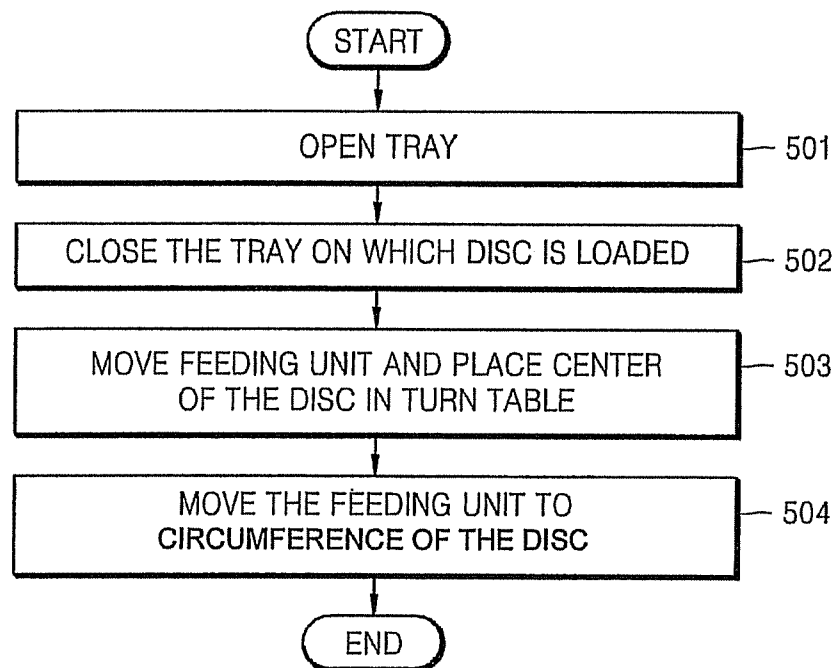 START
OPEN TRAY
501
CLOSE THE TRAY ON WHICH DISC IS LOADED
502
MOVE FEEDING UNIT AND PLACE CENTER
OF THE DISC IN TURN TABLE
503
MOVE THE FEEDING UNIT TO
CIRCUMFERENCE OF THE DISC
504
END